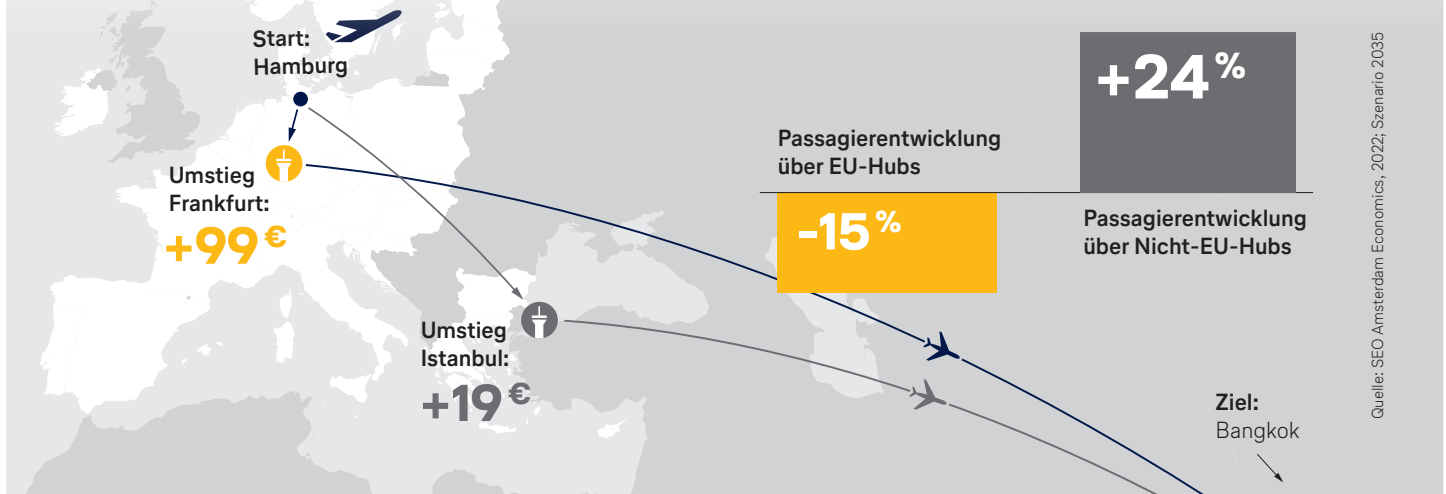 Start:
Hamburg
Umstieg
Frankfurt:
+99 €
Umstieg
Istanbul:
+19 €
Passagierentwicklung
über EU-Hubs
-15 %
+24 %
Passagierentwicklung
über Nicht-EU-Hubs
Ziel:
Bangkok
Quelle: SEO Amsterdam Economics, 2022; Szenario 2035